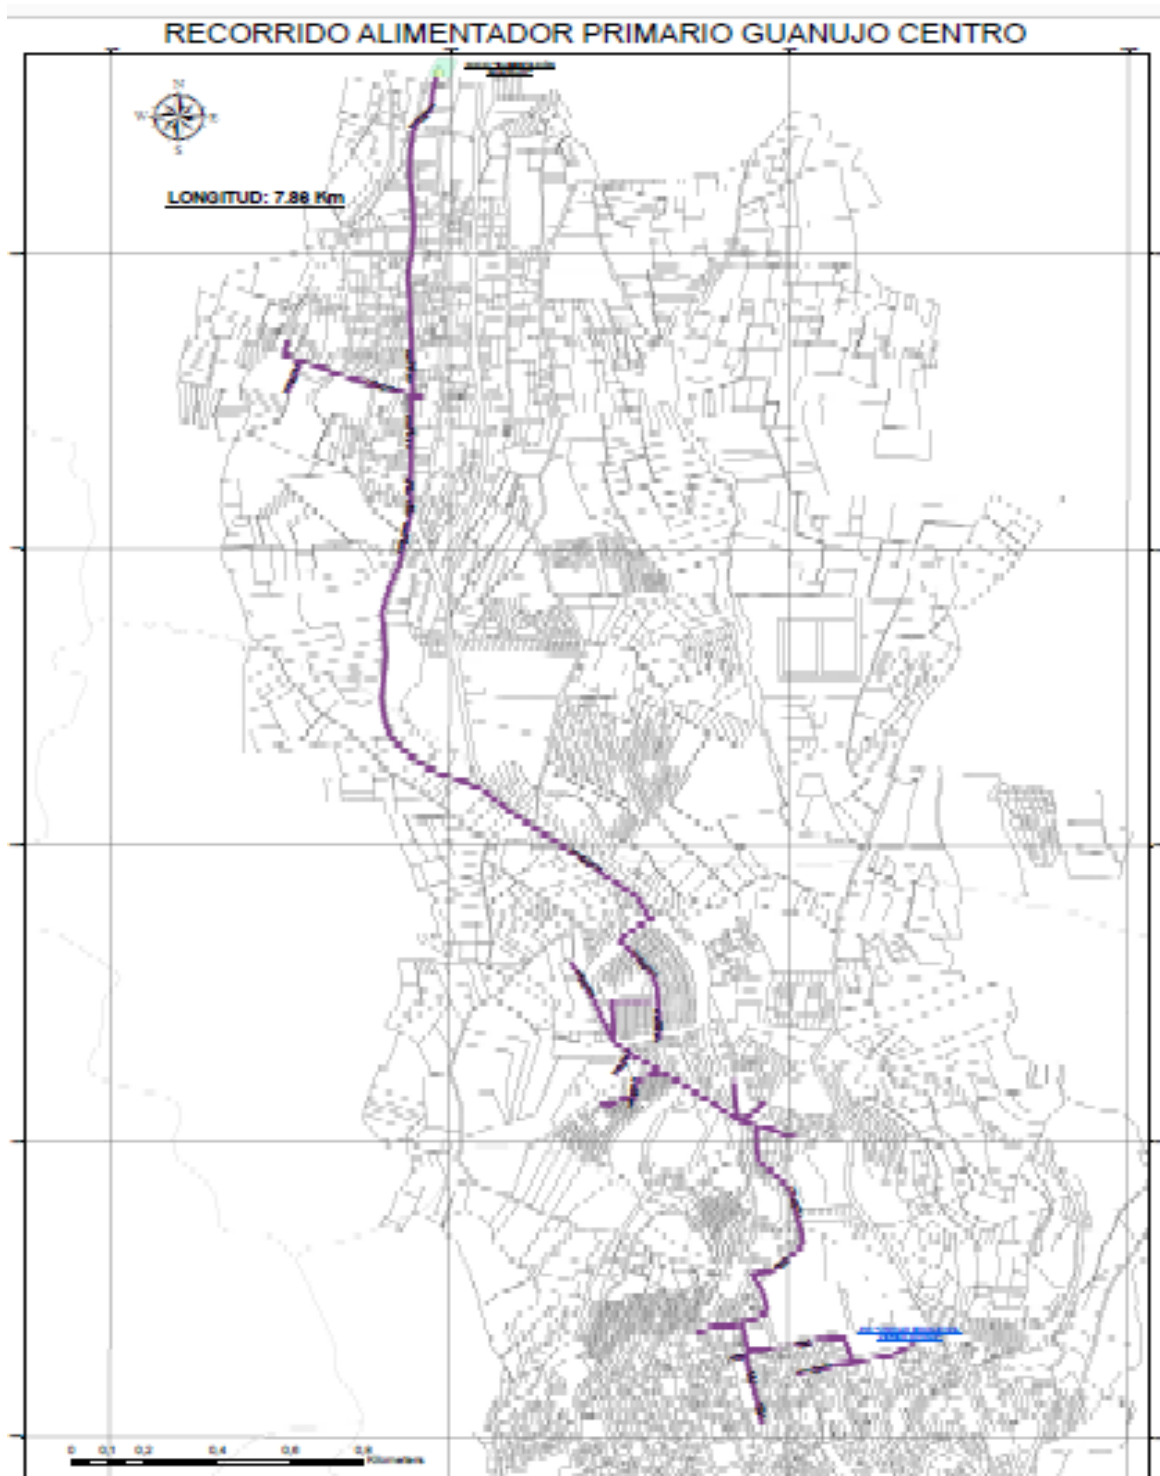 RECORRIDO ALIMENTADOR PRIMARIO GUANUJO CENTRO
N
W E
S
LONGITUD: 7.86 Km
0 0,1 0,2 0,4 0,6 0,8
Kilometers